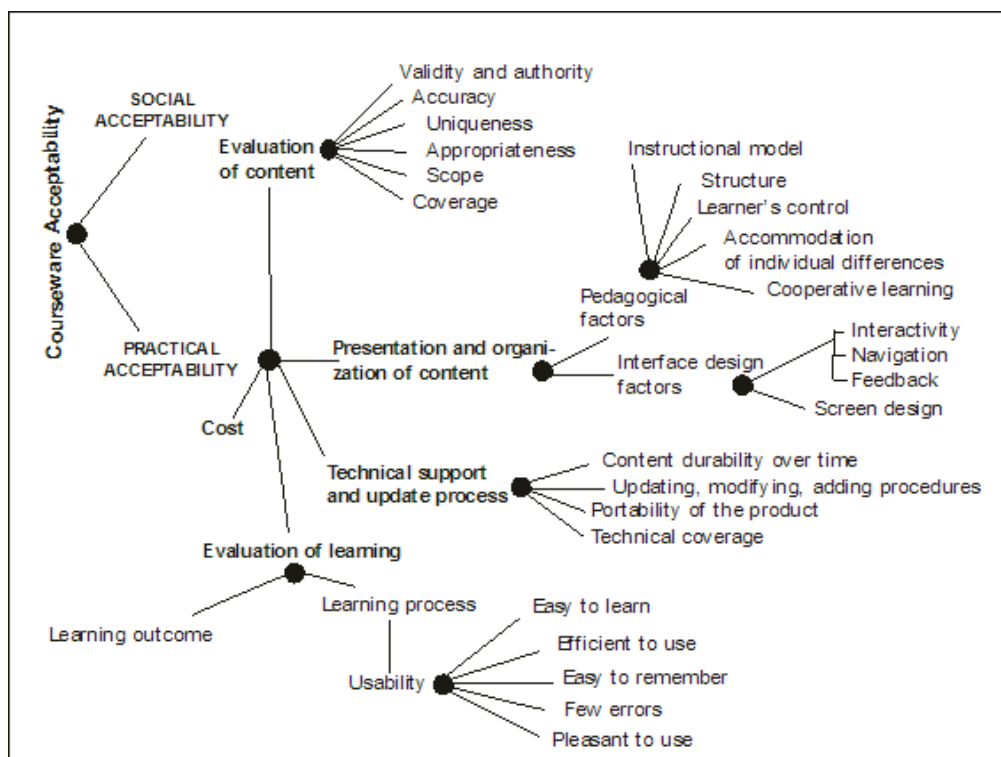 Courseware Acceptability
SOCIAL
ACCEPTABILITY
PRACTICAL
ACCEPTABILITY
Evaluation
of content
Validity and authority
Accuracy
Uniqueness
Appropriateness
Scope
Coverage
Presentation and organi-
zation of content
Pedagogical
factors
Instructional model
Structure
Learner's control
Accommodation
of individual differences
Cooperative learning
Interface design
factors
Interactivity
Navigation
Feedback
Screen design
Cost
Technical support
and update process
Content durability over time
Updating, modifying, adding procedures
Portability of the product
Technical coverage
Evaluation of learning
Learning outcome
Learning process
Usability
Easy to learn
Efficient to use
Easy to remember
Few errors
Pleasant to use